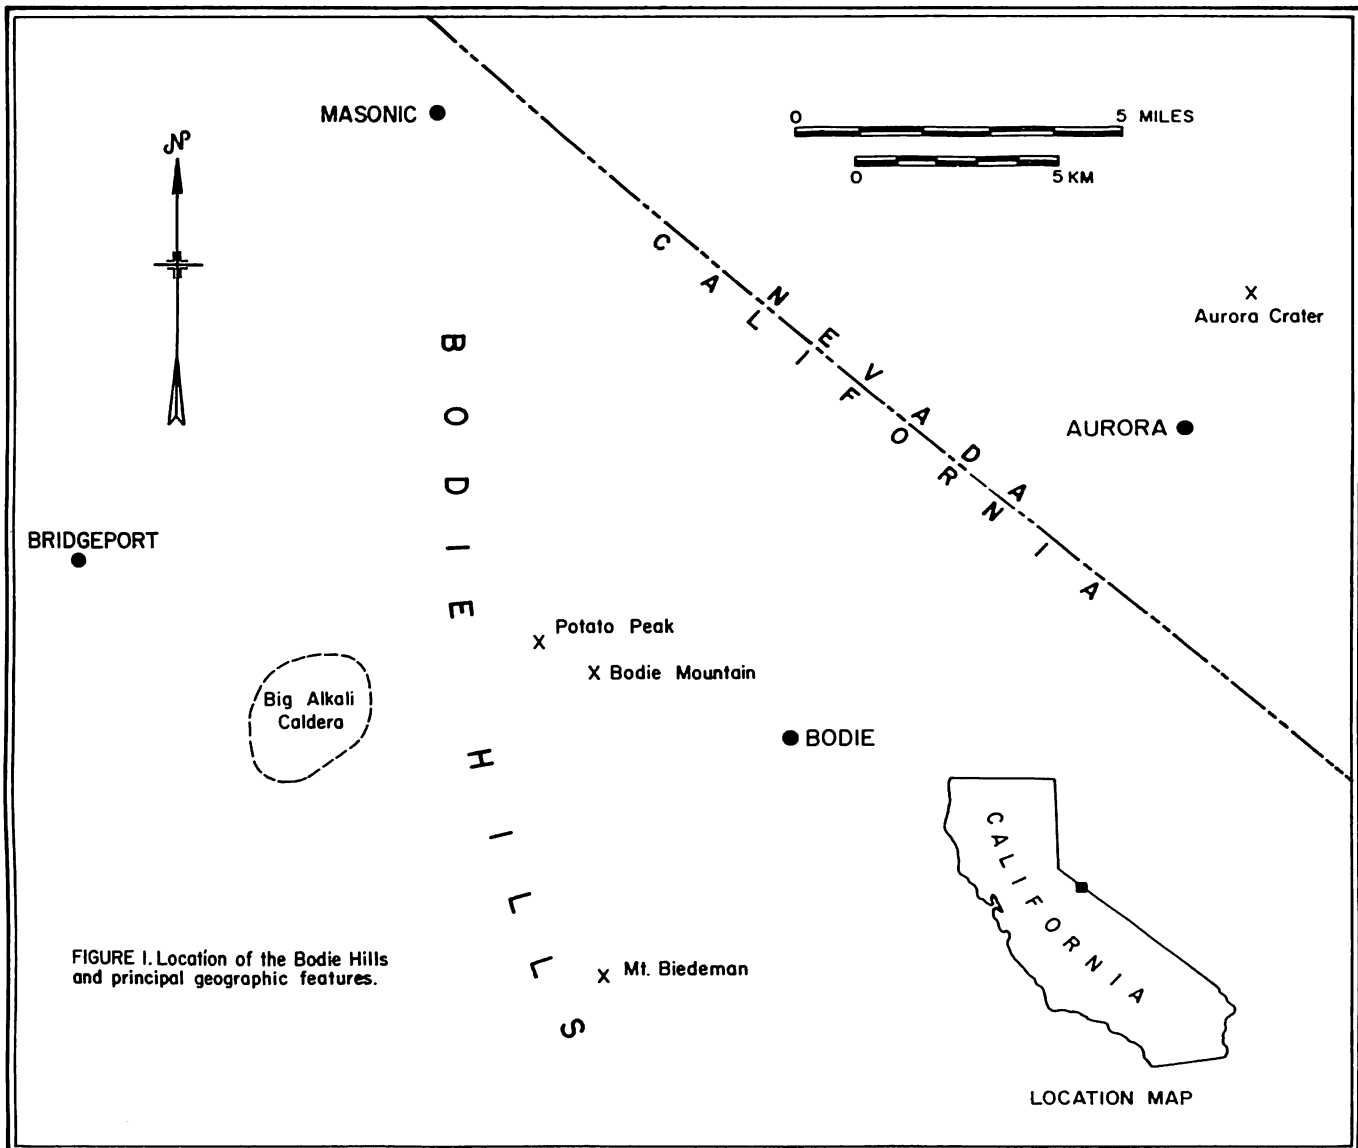 MASONIC
0 5 MILES
0 5 KM
N
CALIFORNIA
NEVADA
Aurora Crater
AURORA
BODIE HILLS
BRIDGEPORT
Potato Peak
Bodie Mountain
Big Alkali
Caldera
BODIE
CALIFORNIA
FIGURE 1. Location of the Bodie Hills
and principal geographic features.
Mt. Biedeman
LOCATION MAP